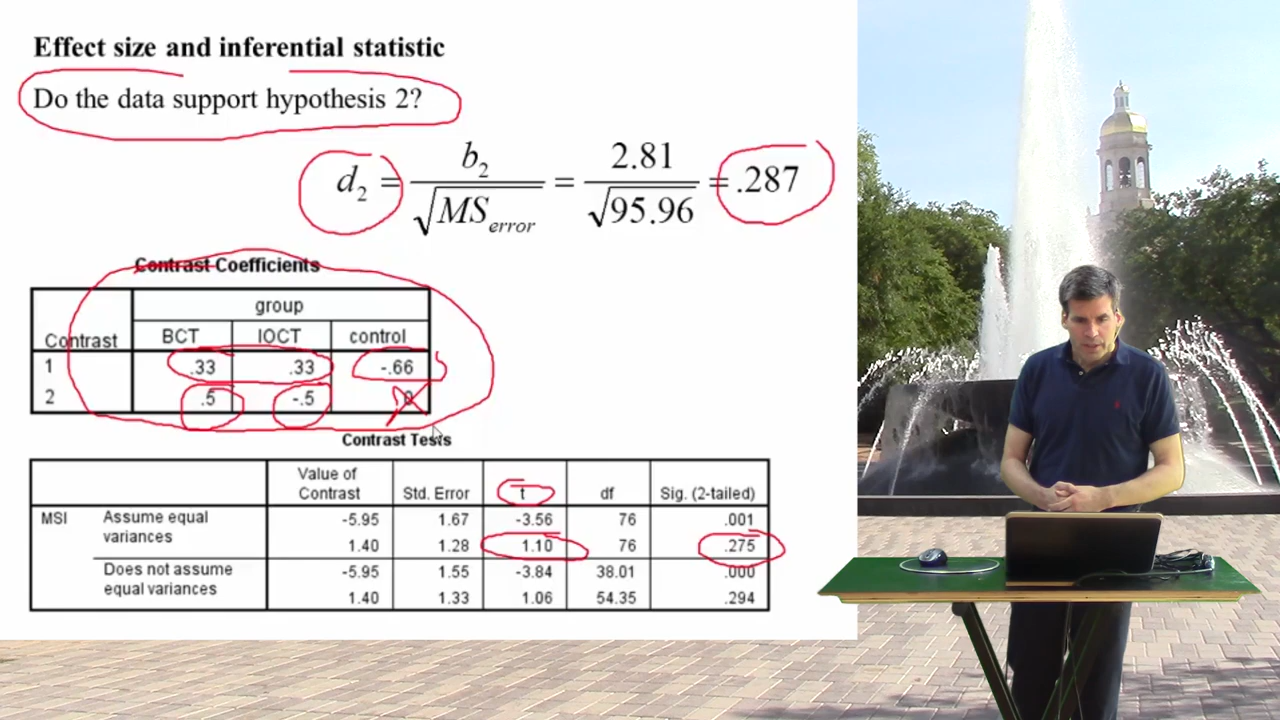 Effect size and inferential statistic
Do the data support hypothesis 2?
d2 = b2 / √MSerror = 2.81 / √95.96 = .287
Contrast Coefficients
group
Contrast BCT IOCT control
1 .33 .33 -.66
2 .5 -.5 0
Contrast Tests
Value of Contrast Std. Error t df Sig. (2-tailed)
MSI Assume equal variances -5.95 1.67 -3.56 76 .001
1.40 1.28 1.10 76 .275
Does not assume equal variances -5.95 1.55 -3.84 38.01 .000
1.40 1.33 1.06 54.35 .294